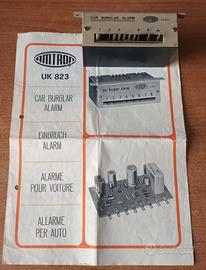 CAR BURGLAR ALARM
AMTRON
UK 823
CAR BURGLAR
ALARM
EINBRUCH
ALARM
ALARME
POUR VOITURE
ALLARME
PER AUTO
car burglar alarm
subito